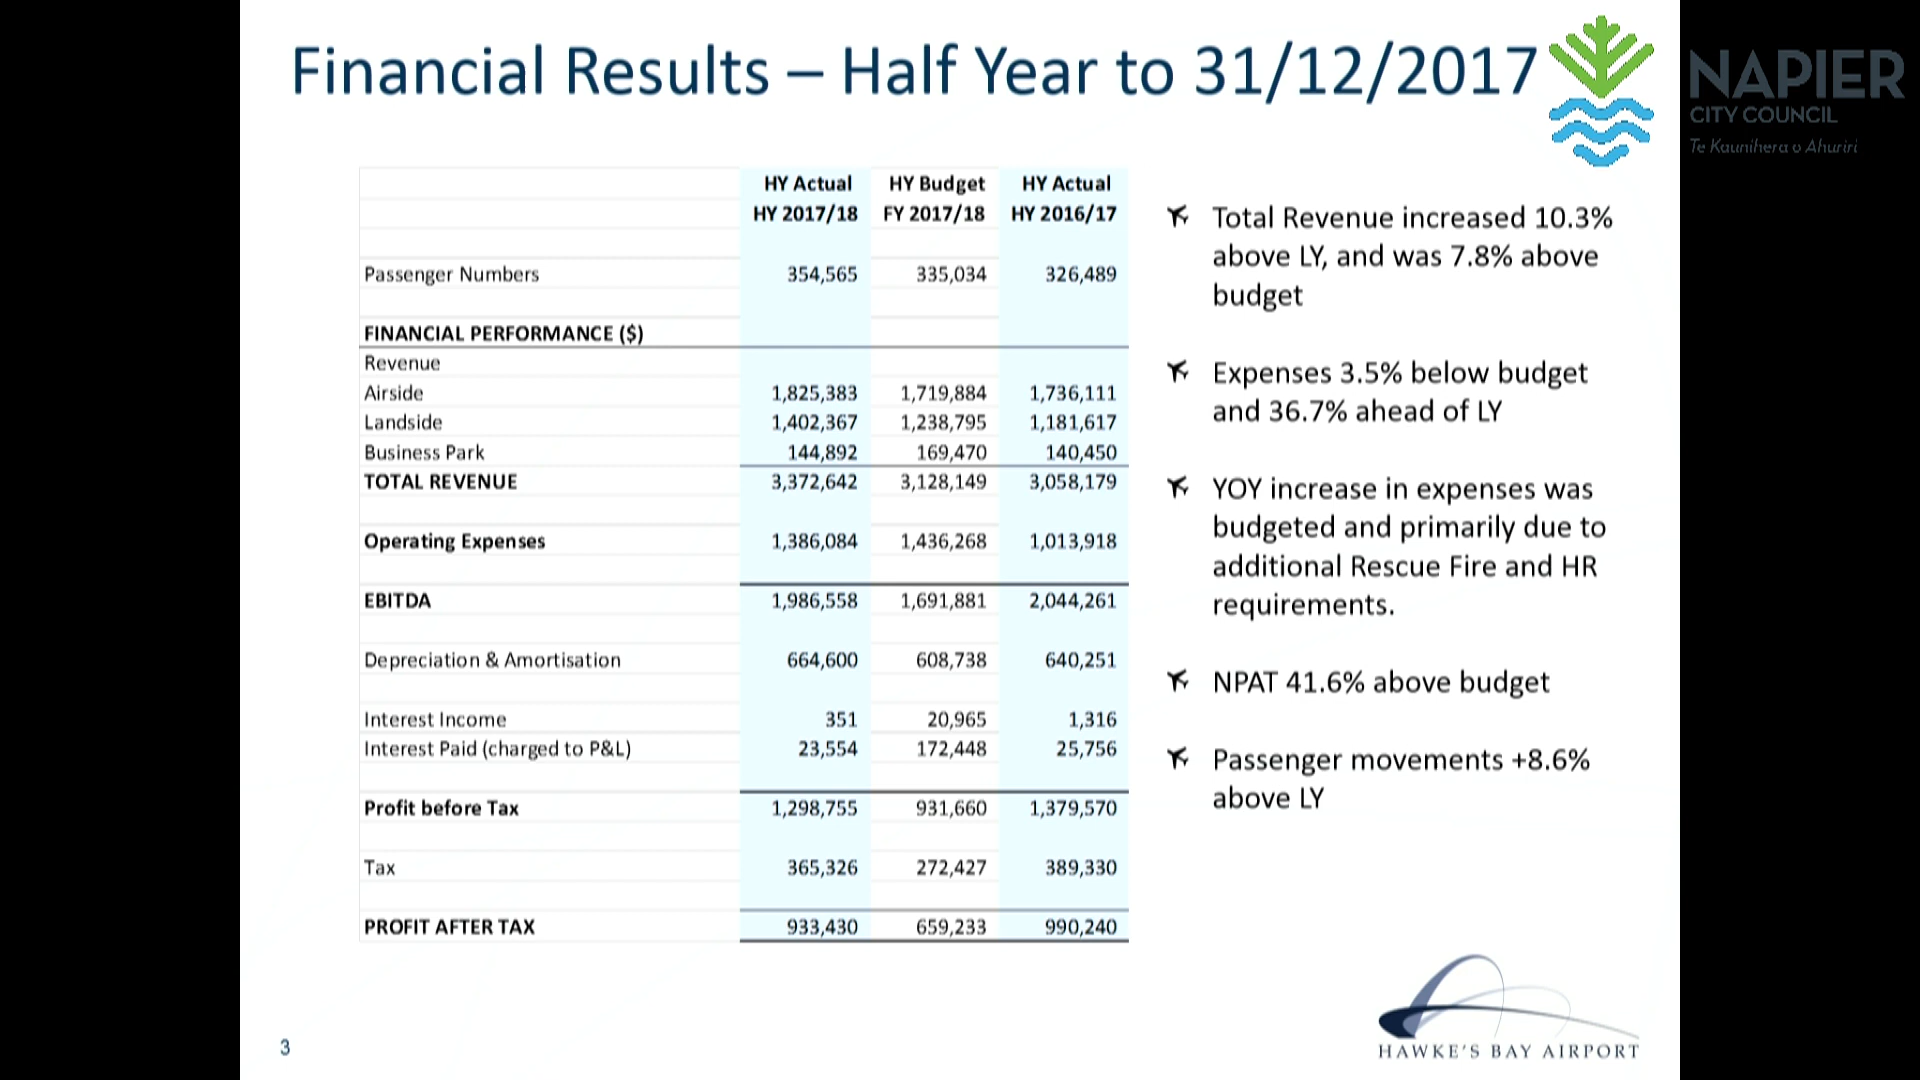 Financial Results – Half Year to 31/12/2017
NAPIER
CITY COUNCIL
Te Kaunihera o Ahuriri
HY Actual HY Budget HY Actual
HY 2017/18 FY 2017/18 HY 2016/17
Passenger Numbers 354,565 335,034 326,489
FINANCIAL PERFORMANCE ($)
Revenue
Airside 1,825,383 1,719,884 1,736,111
Landside 1,402,367 1,238,795 1,181,617
Business Park 144,892 169,470 140,450
TOTAL REVENUE 3,372,642 3,128,149 3,058,179
Operating Expenses 1,386,084 1,436,268 1,013,918
EBITDA 1,986,558 1,691,881 2,044,261
Depreciation & Amortisation 664,600 608,738 640,251
Interest Income 351 20,965 1,316
Interest Paid (charged to P&L) 23,554 172,448 25,756
Profit before Tax 1,298,755 931,660 1,379,570
Tax 365,326 272,427 389,330
PROFIT AFTER TAX 933,430 659,233 990,240
Total Revenue increased 10.3%
above LY, and was 7.8% above
budget
Expenses 3.5% below budget
and 36.7% ahead of LY
YOY increase in expenses was
budgeted and primarily due to
additional Rescue Fire and HR
requirements.
NPAT 41.6% above budget
Passenger movements +8.6%
above LY
3
HAWKE'S BAY AIRPORT